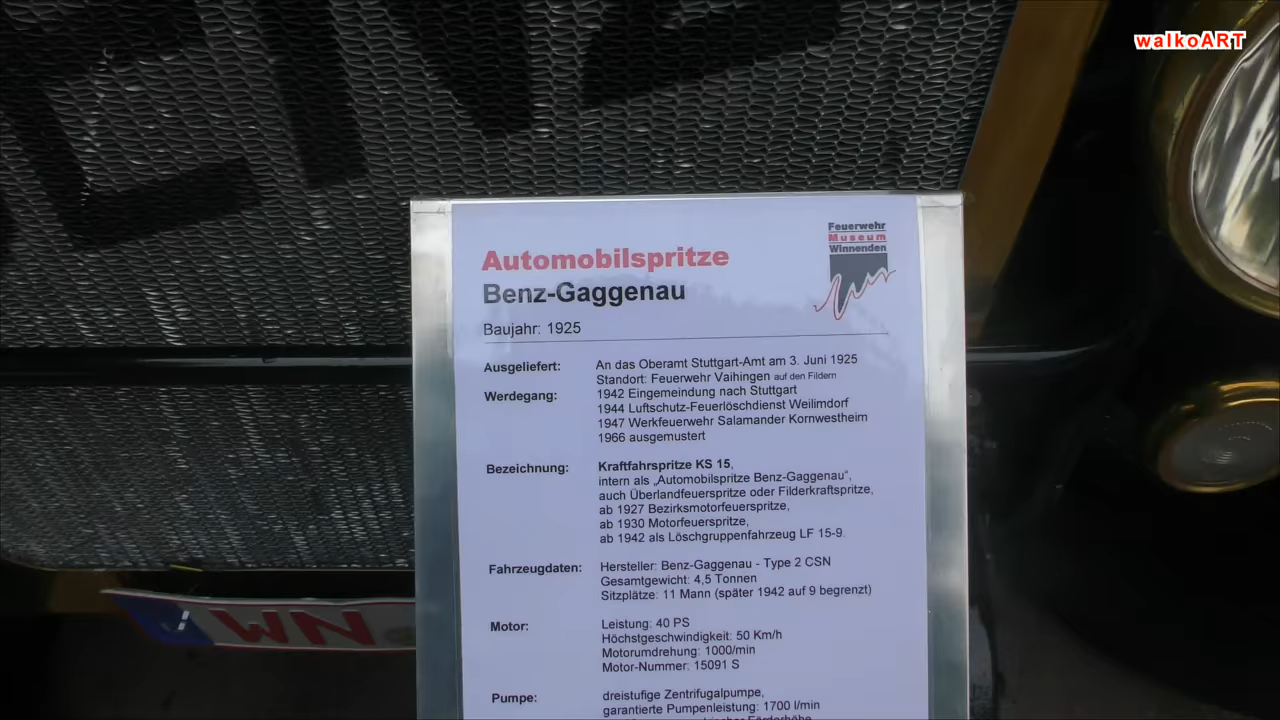 walkoART
Feuerwehr
Museum
Winnenden
Automobilspritze
Benz-Gaggenau
Baujahr: 1925
Ausgeliefert: An das Oberamt Stuttgart-Amt am 3. Juni 1925
Standort: Feuerwehr Vaihingen auf den Fildern
Werdegang: 1942 Eingemeindung nach Stuttgart
1944 Luftschutz-Feuerlöschdienst Weilimdorf
1947 Werkfeuerwehr Salamander Kornwestheim
1966 ausgemustert
Bezeichnung: Kraftfahrspritze KS 15,
intern als „Automobilspritze Benz-Gaggenau“,
auch Überlandfeuerspritze oder Filderkraftspritze,
ab 1927 Bezirksmotorfeuerspritze,
ab 1930 Motorfeuerspritze,
ab 1942 als Löschgruppenfahrzeug LF 15-9.
Fahrzeugdaten: Hersteller: Benz-Gaggenau - Type 2 CSN
Gesamtgewicht: 4,5 Tonnen
Sitzplätze: 11 Mann (später 1942 auf 9 begrenzt)
Motor: Leistung: 40 PS
Höchstgeschwindigkeit: 50 Km/h
Motorumdrehung: 1000/min
Motor-Nummer: 15091 S
Pumpe: dreistufige Zentrifugalpumpe,
garantierte Pumpenleistung: 1700 l/min
WN